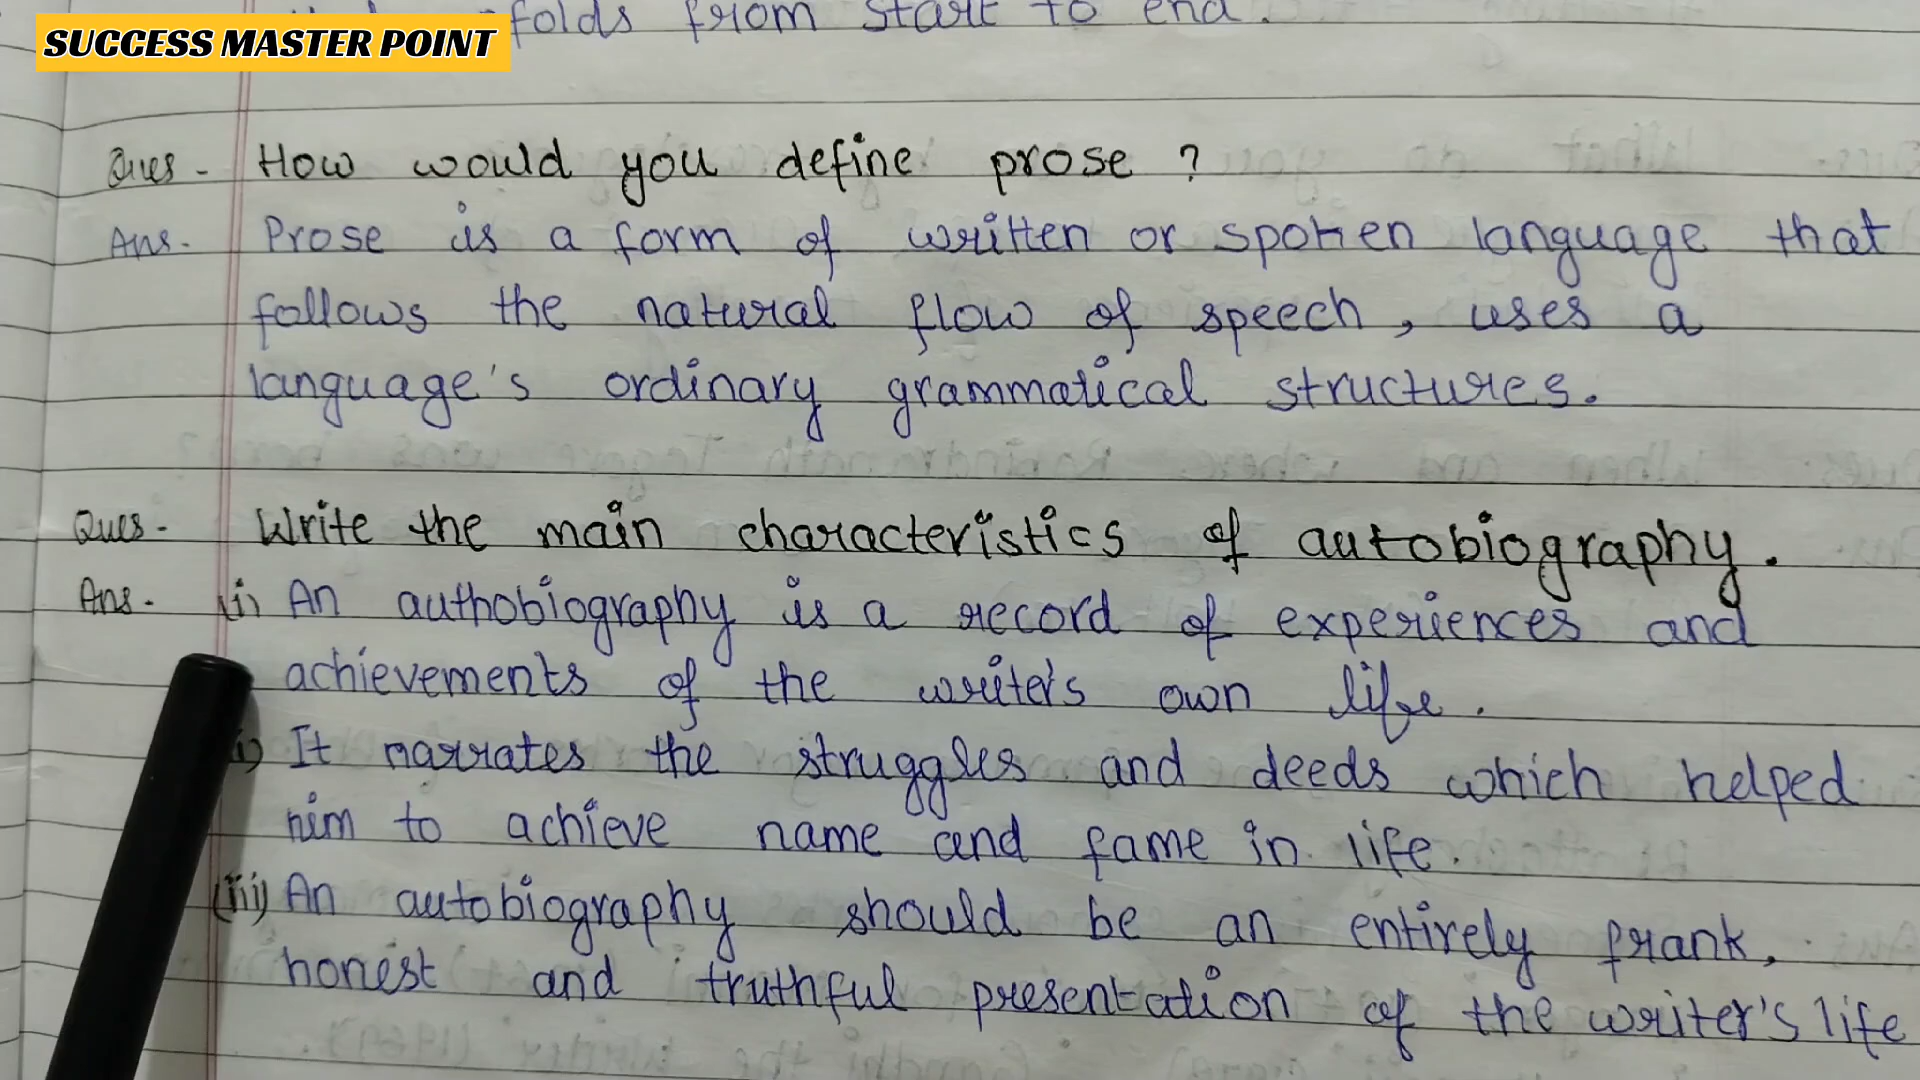 folds from start to end.
SUCCESS MASTER POINT
Ques - How would you define prose ?
Ans - Prose is a form of written or spoken language that
follows the natural flow of speech, uses a
language's ordinary grammatical structures.
Ques - Write the main characteristics of autobiography.
Ans - (i) An authobiography is a record of experiences and
achievements of the writer's own life.
It narrates the struggles and deeds which helped
him to achieve name and fame in life.
(iii) An autobiography should be an entirely frank,
honest and truthful presentation of the writer's life